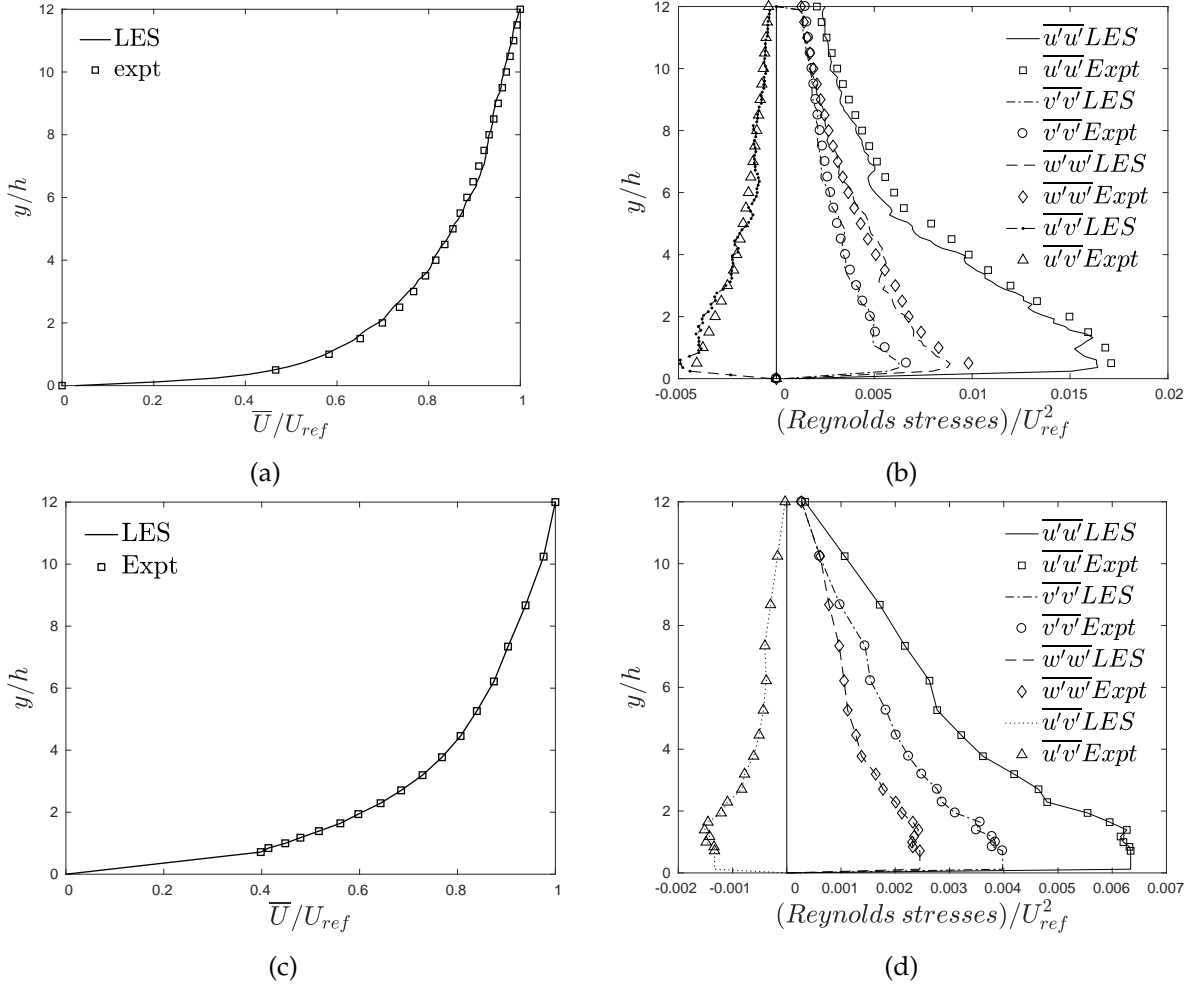 12
10
8
6
4
2
0
y/h
LES
expt
0 0.2 0.4 0.6 0.8 1
U̅/U_ref
(a)
12
10
8
6
4
2
0
y/h
u'u' LES
u'u' Expt
v'v' LES
v'v' Expt
w'w' LES
w'w' Expt
u'v' LES
u'v' Expt
-0.005 0 0.005 0.01 0.015 0.02
(Reynolds stresses)/U²_ref
(b)
12
10
8
6
4
2
0
y/h
LES
Expt
0 0.2 0.4 0.6 0.8 1
U̅/U_ref
(c)
12
10
8
6
4
2
0
y/h
u'u' LES
u'u' Expt
v'v' LES
v'v' Expt
w'w' LES
w'w' Expt
u'v' LES
u'v' Expt
-0.002 -0.001 0 0.001 0.002 0.003 0.004 0.005 0.006 0.007
(Reynolds stresses)/U²_ref
(d)